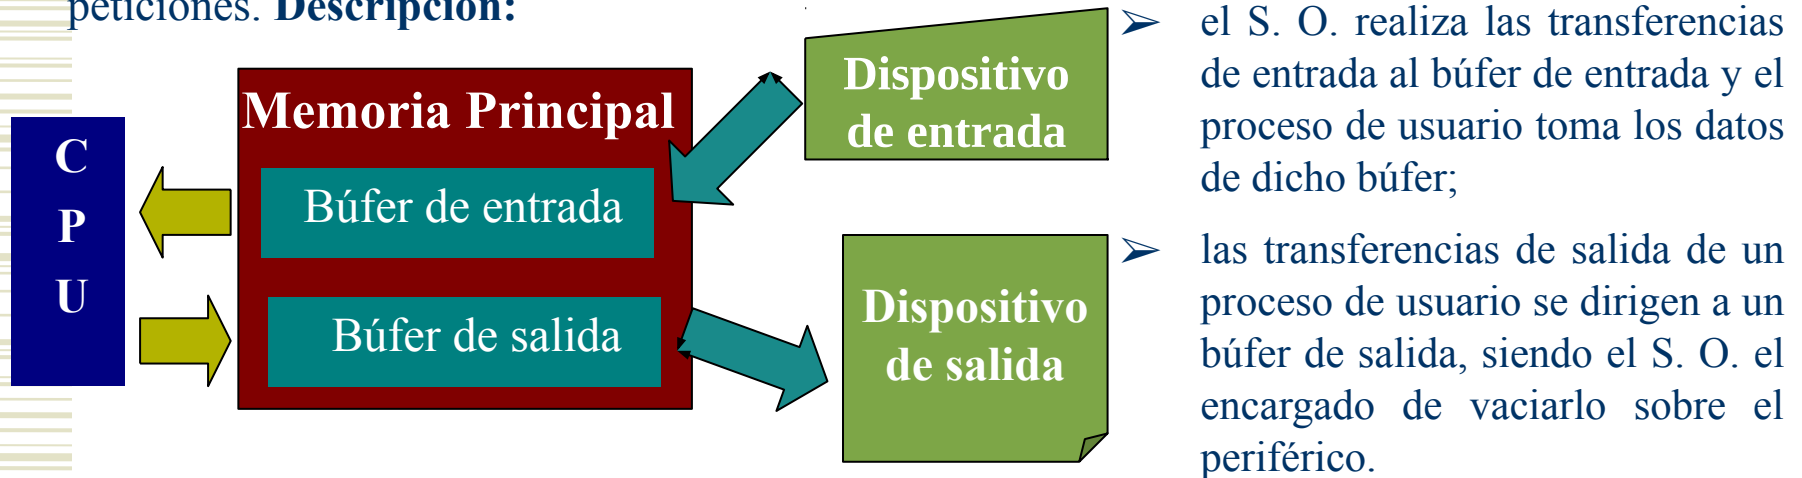 peticiones. Descripción:
C
P
U
Memoria Principal
Búfer de entrada
Búfer de salida
Dispositivo
de entrada
Dispositivo
de salida
➢ el S. O. realiza las transferencias
de entrada al búfer de entrada y el
proceso de usuario toma los datos
de dicho búfer;
➢ las transferencias de salida de un
proceso de usuario se dirigen a un
búfer de salida, siendo el S. O. el
encargado de vaciarlo sobre el
periférico.